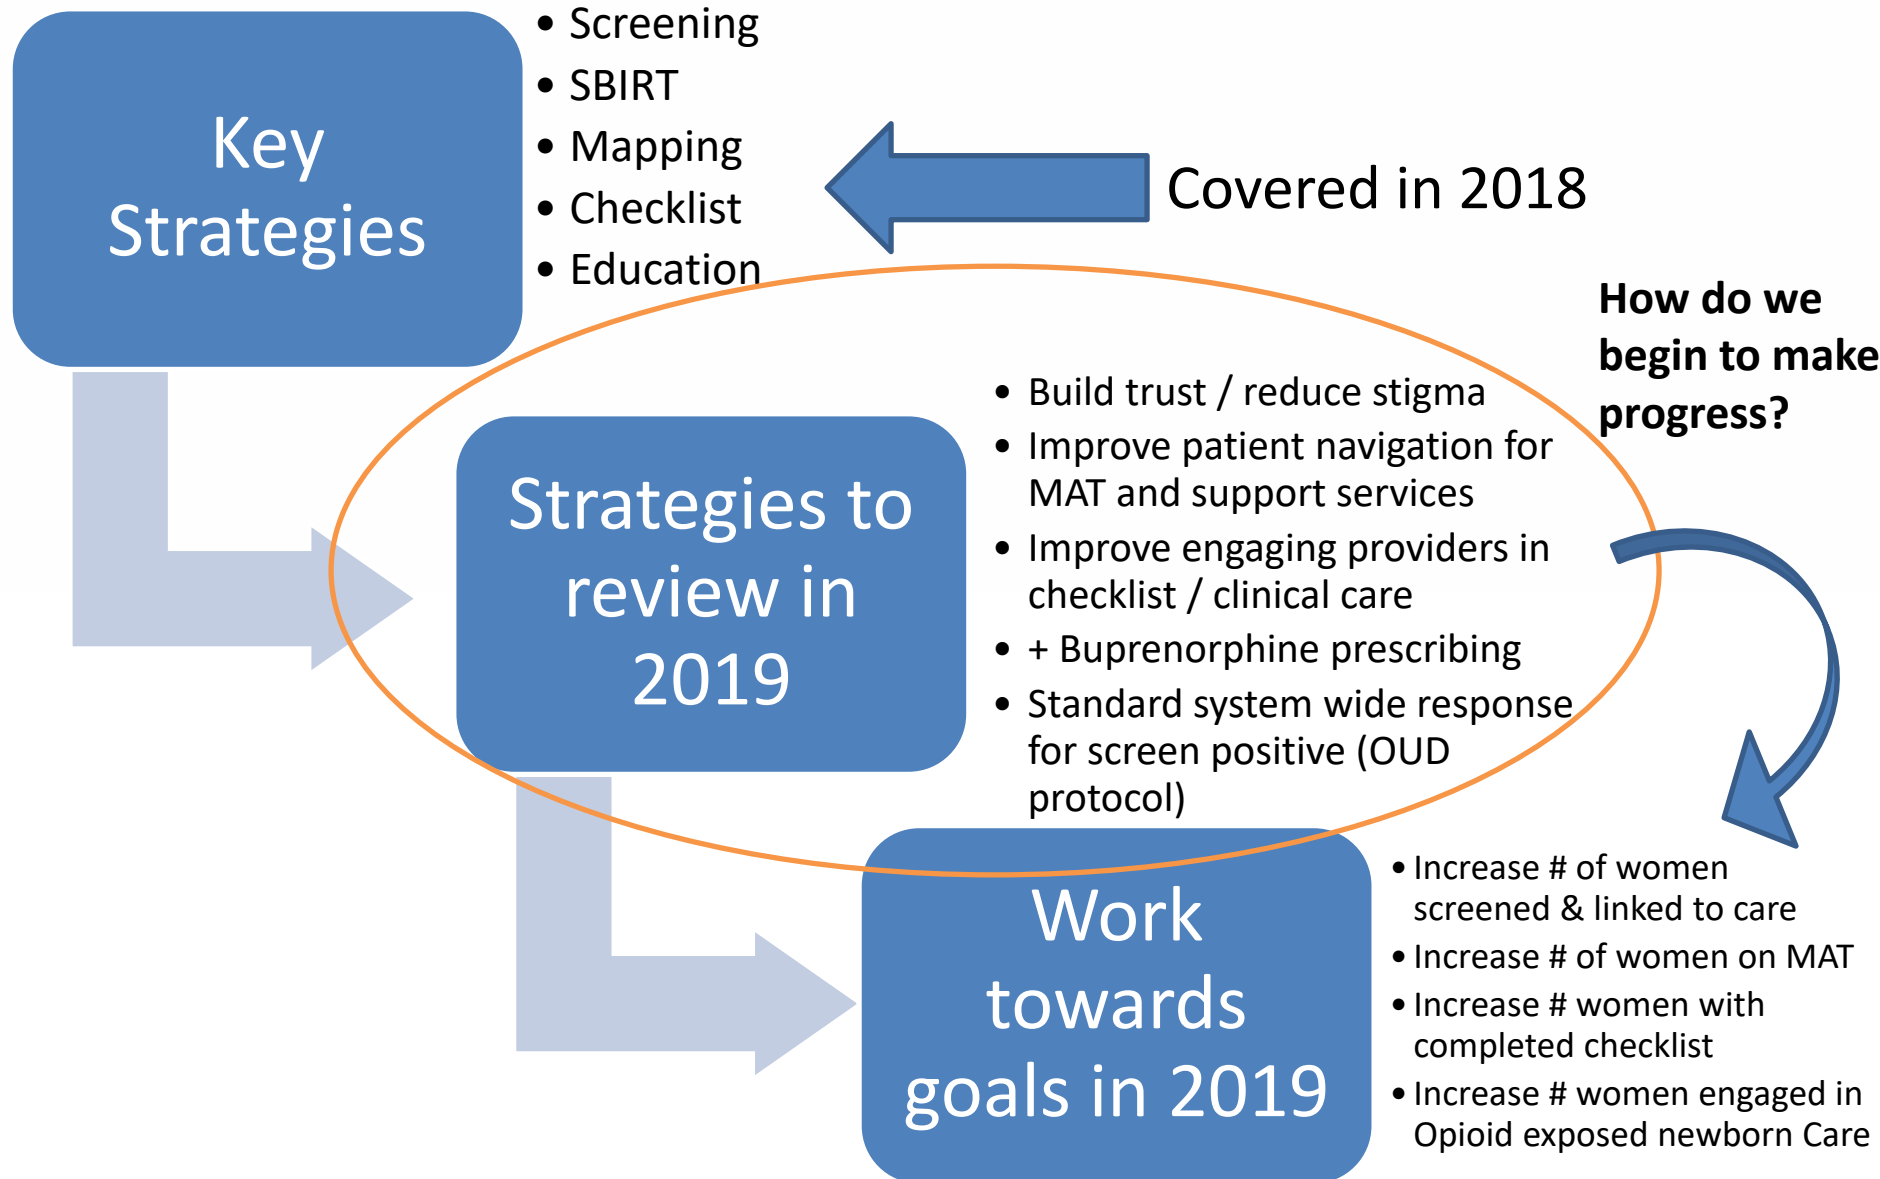 Key
Strategies
• Screening
• SBIRT
• Mapping
• Checklist
• Education
Covered in 2018
How do we
begin to make
progress?
Strategies to
review in
2019
• Build trust / reduce stigma
• Improve patient navigation for
MAT and support services
• Improve engaging providers in
checklist / clinical care
• + Buprenorphine prescribing
• Standard system wide response
for screen positive (OUD
protocol)
Work
towards
goals in 2019
• Increase # of women
screened & linked to care
• Increase # of women on MAT
• Increase # women with
completed checklist
• Increase # women engaged in
Opioid exposed newborn Care